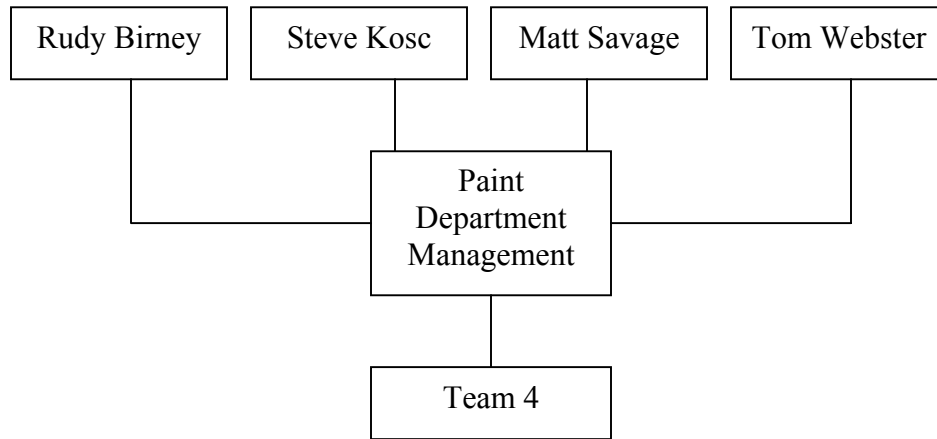 Rudy Birney
Steve Kosc
Matt Savage
Tom Webster
Paint
Department
Management
Team 4